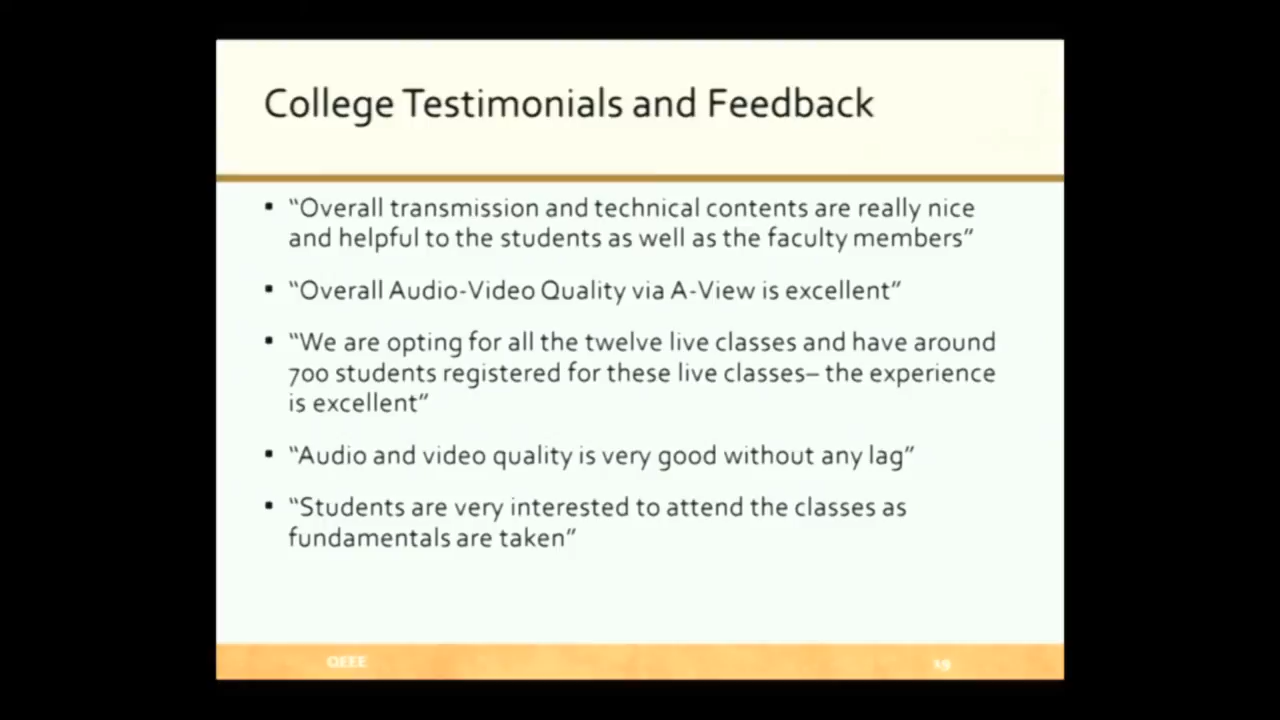 College Testimonials and Feedback
▪ “Overall transmission and technical contents are really nice
and helpful to the students as well as the faculty members”
▪ “Overall Audio-Video Quality via A-View is excellent”
▪ “We are opting for all the twelve live classes and have around
700 students registered for these live classes– the experience
is excellent”
▪ “Audio and video quality is very good without any lag”
▪ “Students are very interested to attend the classes as
fundamentals are taken”
QEEE
19